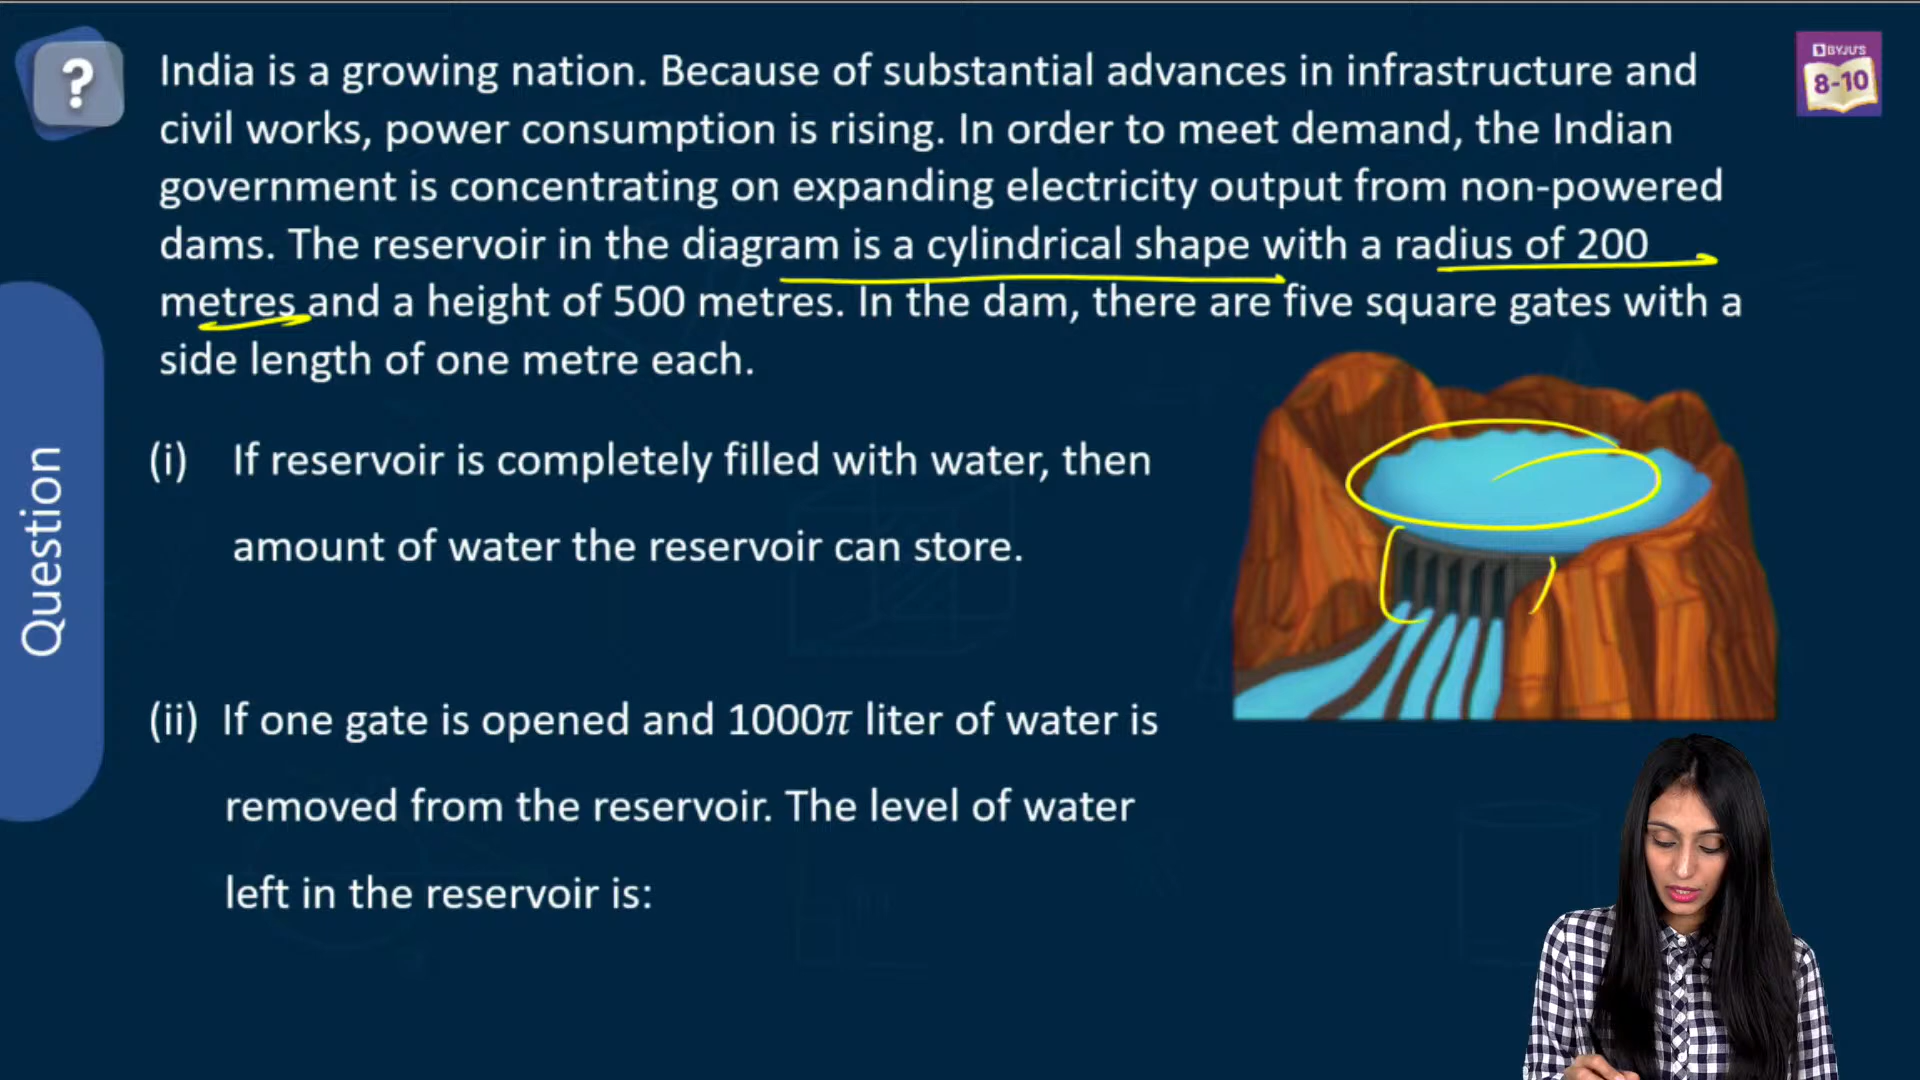 ?
BYJU'S
8-10
India is a growing nation. Because of substantial advances in infrastructure and
civil works, power consumption is rising. In order to meet demand, the Indian
government is concentrating on expanding electricity output from non-powered
dams. The reservoir in the diagram is a cylindrical shape with a radius of 200
metres and a height of 500 metres. In the dam, there are five square gates with a
side length of one metre each.
Question
(i) If reservoir is completely filled with water, then
amount of water the reservoir can store.
(ii) If one gate is opened and 1000π liter of water is
removed from the reservoir. The level of water
left in the reservoir is: